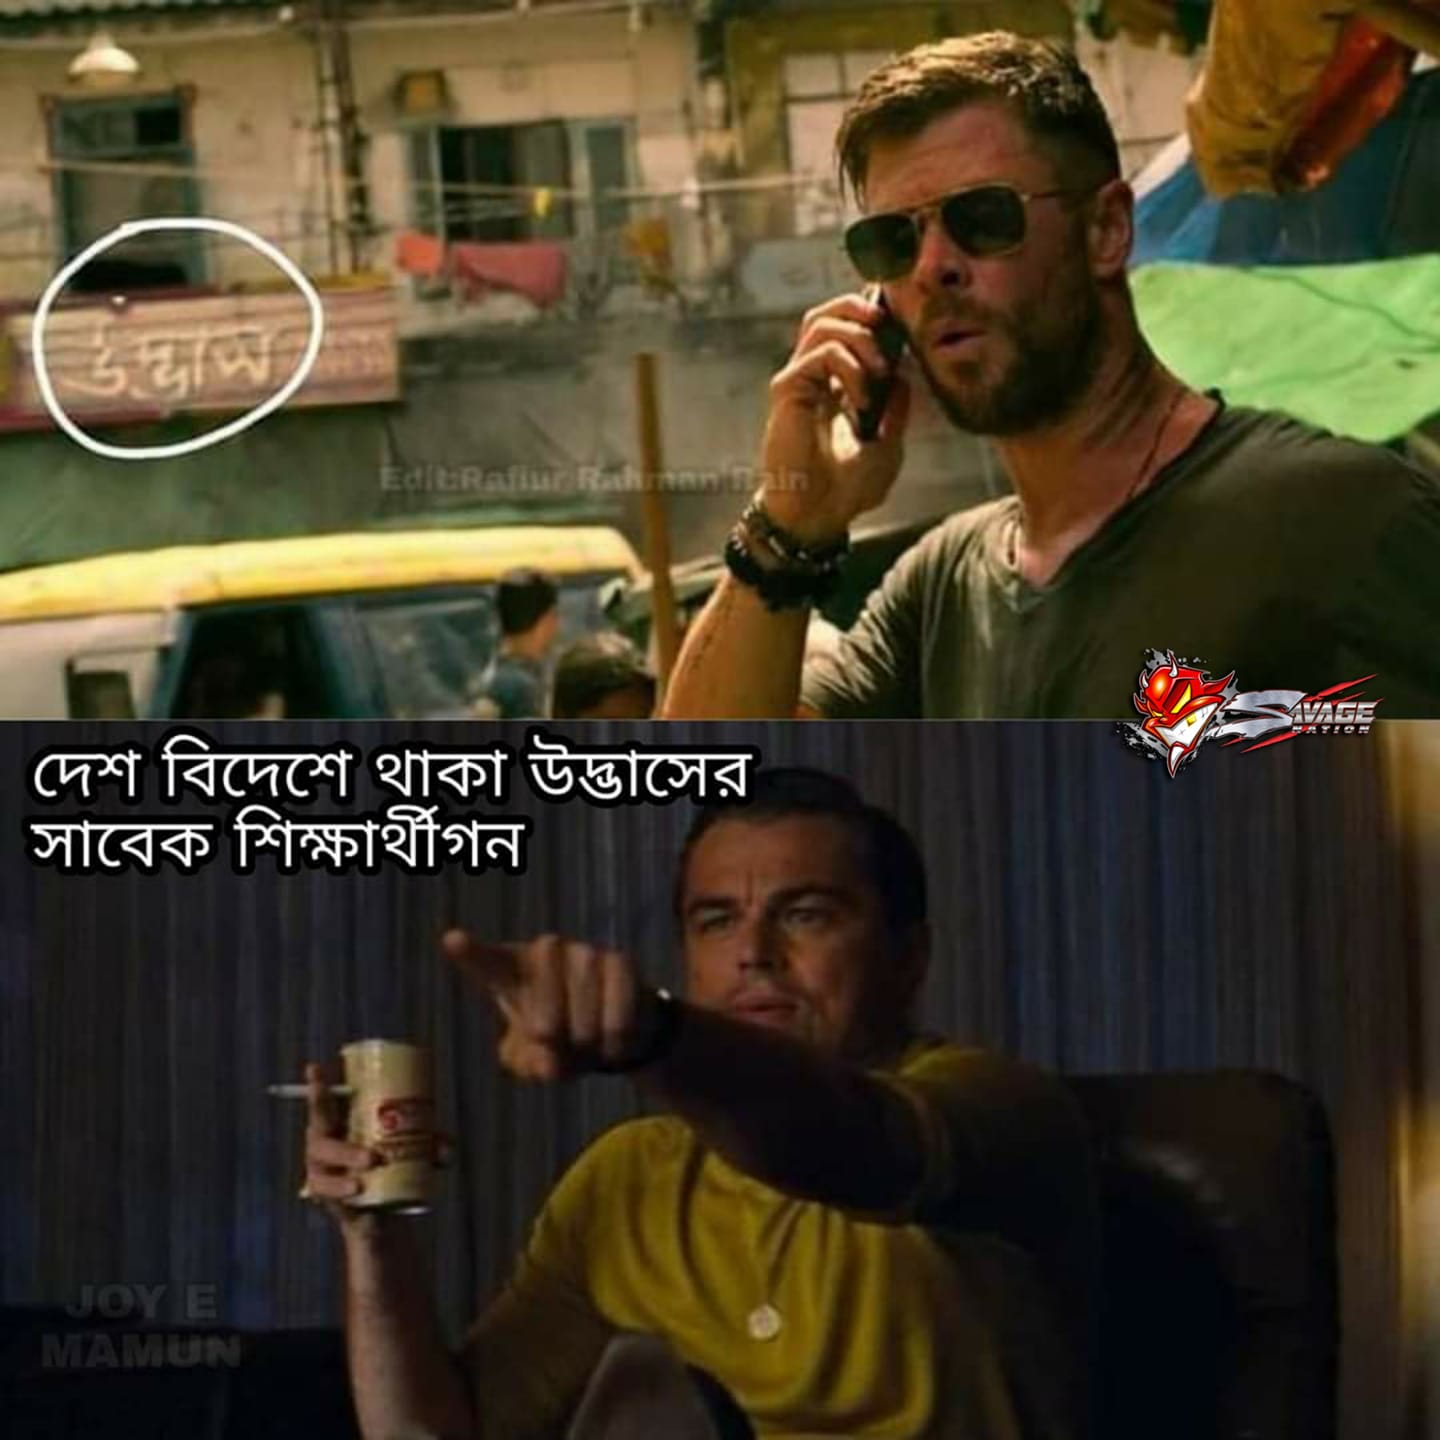 উদ্ভাস
Edit:Rafiur Rahman Rain
SAVAGE
NATION
দেশ বিদেশে থাকা উদ্ভাসের
সাবেক শিক্ষার্থীগন
JOY E
MAMUN